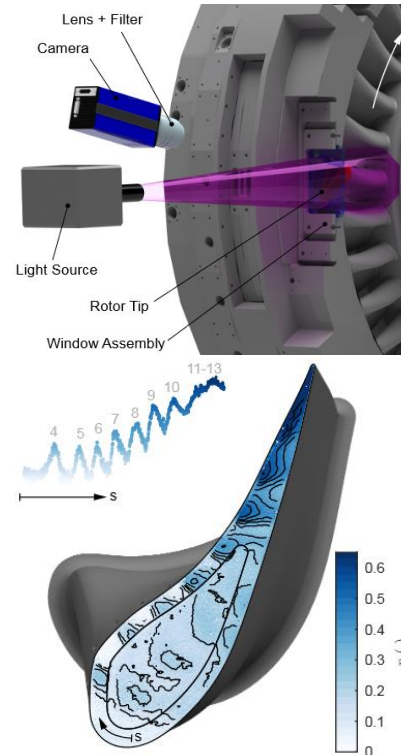 Lens + Filter
Camera
Light Source
Rotor Tip
Window Assembly
4 5 6 7 8 9 10 11-13
s
0.6
0.5
0.4
0.3
0.2
0.1
0
s